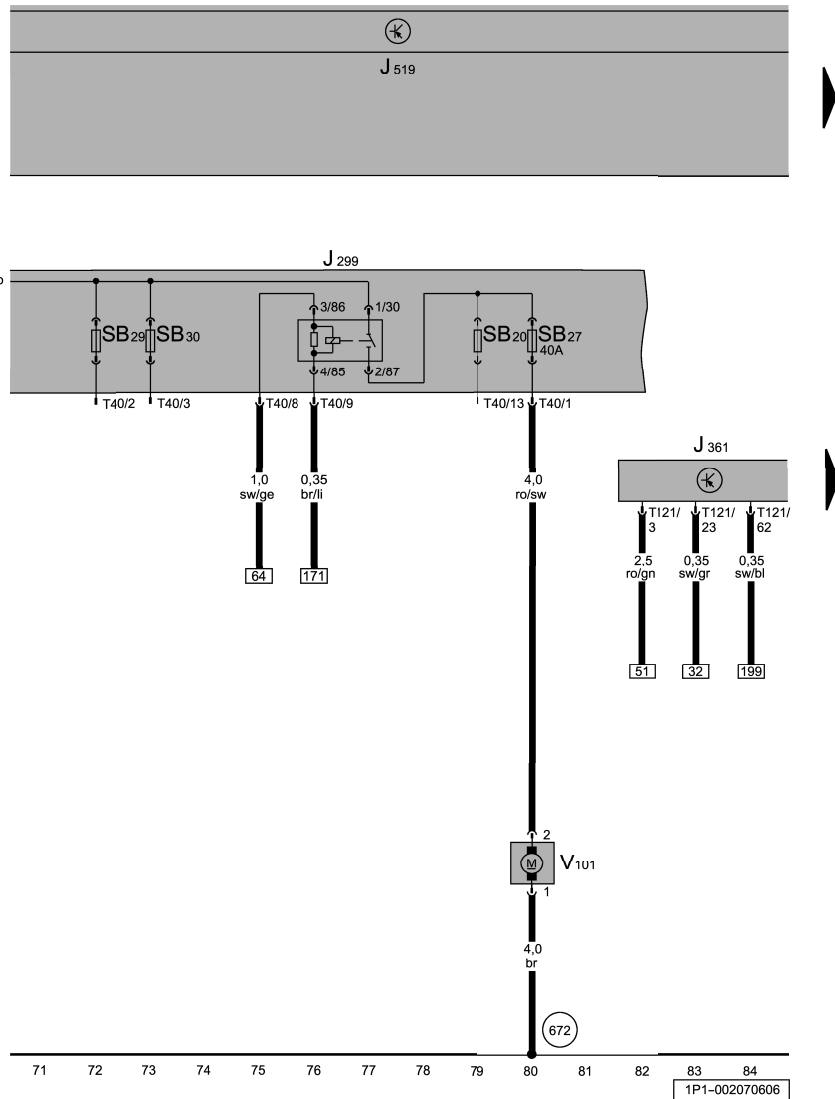 J 519
J 299
3/86 1/30
SB29 SB30 SB20 SB27
40A
4/85 2/87
T40/2 T40/3 T40/8 T40/9 T40/13 T40/1
J 361
1,0 0,35 4,0
sw/ge br/li ro/sw
T121/ T121/ T121/
3 23 62
2,5 0,35 0,35
ro/gn sw/gr sw/bl
64 171
51 32 199
2
M V101
1
4,0
br
672
71 72 73 74 75 76 77 78 79 80 81 82 83 84
1P1-002070606